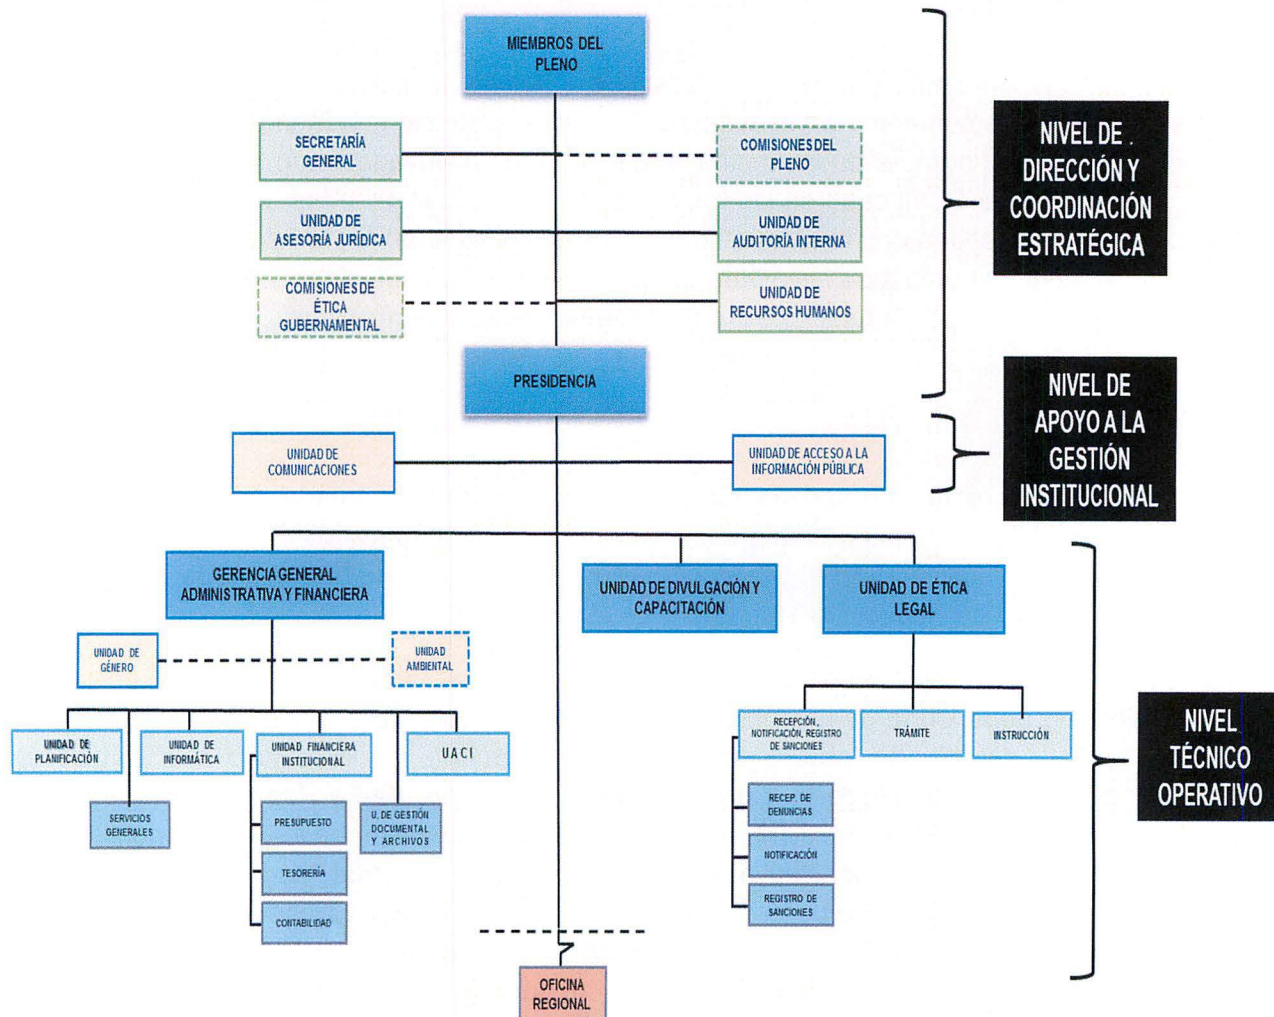 MIEMBROS DEL
PLENO
SECRETARÍA
GENERAL
COMISIONES DEL
PLENO
UNIDAD DE
ASESORÍA JURÍDICA
UNIDAD DE
AUDITORÍA INTERNA
COMISIONES DE
ÉTICA
GUBERNAMENTAL
UNIDAD DE
RECURSOS HUMANOS
NIVEL DE .
DIRECCIÓN Y
COORDINACIÓN
ESTRATÉGICA
PRESIDENCIA
UNIDAD DE
COMUNICACIONES
UNIDAD DE ACCESO A LA
INFORMACIÓN PÚBLICA
NIVEL DE
APOYO A LA
GESTIÓN
INSTITUCIONAL
GERENCIA GENERAL
ADMINISTRATIVA Y FINANCIERA
UNIDAD DE DIVULGACIÓN Y
CAPACITACIÓN
UNIDAD DE ÉTICA
LEGAL
UNIDAD DE
GÉNERO
UNIDAD
AMBIENTAL
UNIDAD DE
PLANIFICACIÓN
UNIDAD DE
INFORMÁTICA
UNIDAD FINANCIERA
INSTITUCIONAL
UACI
RECEPCIÓN,
NOTIFICACIÓN, REGISTRO
DE SANCIONES
TRÁMITE
INSTRUCCIÓN
SERVICIOS
GENERALES
PRESUPUESTO
TESORERÍA
CONTABILIDAD
U. DE GESTIÓN
DOCUMENTAL
Y ARCHIVOS
RECEP. DE
DENUNCIAS
NOTIFICACIÓN
REGISTRO DE
SANCIONES
NIVEL
TÉCNICO
OPERATIVO
OFICINA
REGIONAL